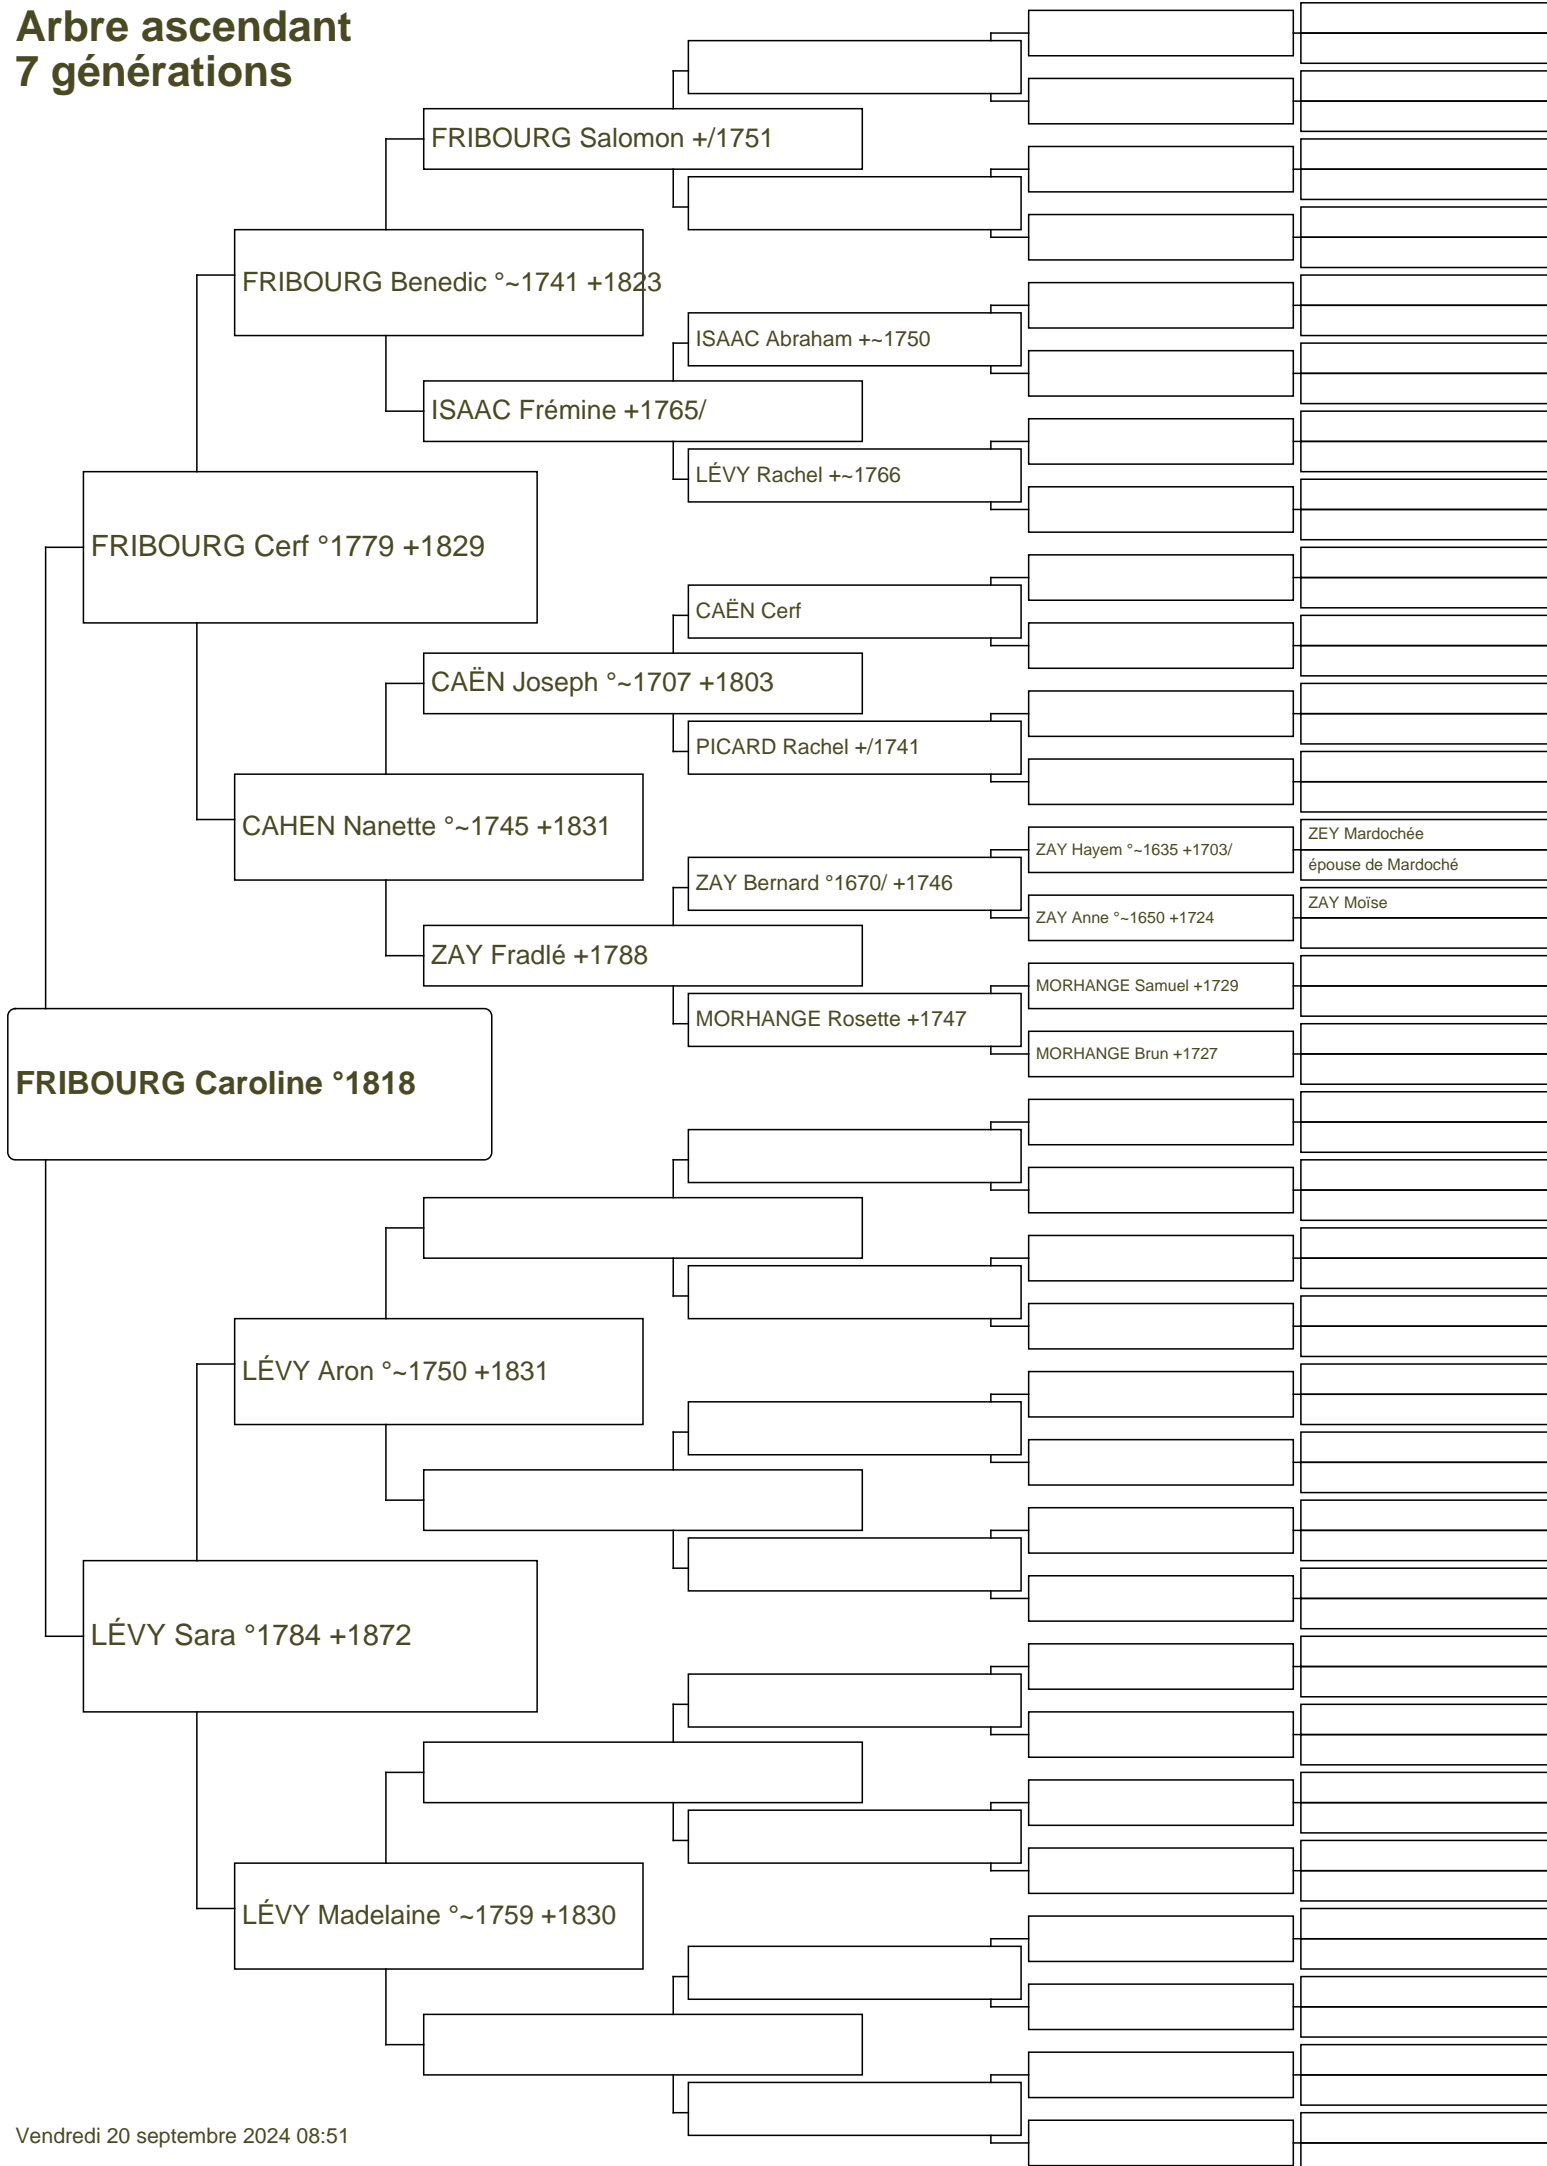 Arbre ascendant
7 générations
FRIBOURG Salomon +/1751
FRIBOURG Benedic °~1741 +1823
ISAAC Abraham +~1750
ISAAC Frémine +1765/
LÉVY Rachel +~1766
FRIBOURG Cerf °1779 +1829
CAËN Cerf
CAËN Joseph °~1707 +1803
PICARD Rachel +/1741
CAHEN Nanette °~1745 +1831
ZEY Mardochée
ZAY Hayem °~1635 +1703/
épouse de Mardoché
ZAY Bernard °1670/ +1746
ZAY Moïse
ZAY Anne °~1650 +1724
ZAY Fradlé +1788
MORHANGE Samuel +1729
MORHANGE Rosette +1747
MORHANGE Brun +1727
FRIBOURG Caroline °1818
LÉVY Aron °~1750 +1831
LÉVY Sara °1784 +1872
LÉVY Madelaine °~1759 +1830
Vendredi 20 septembre 2024 08:51